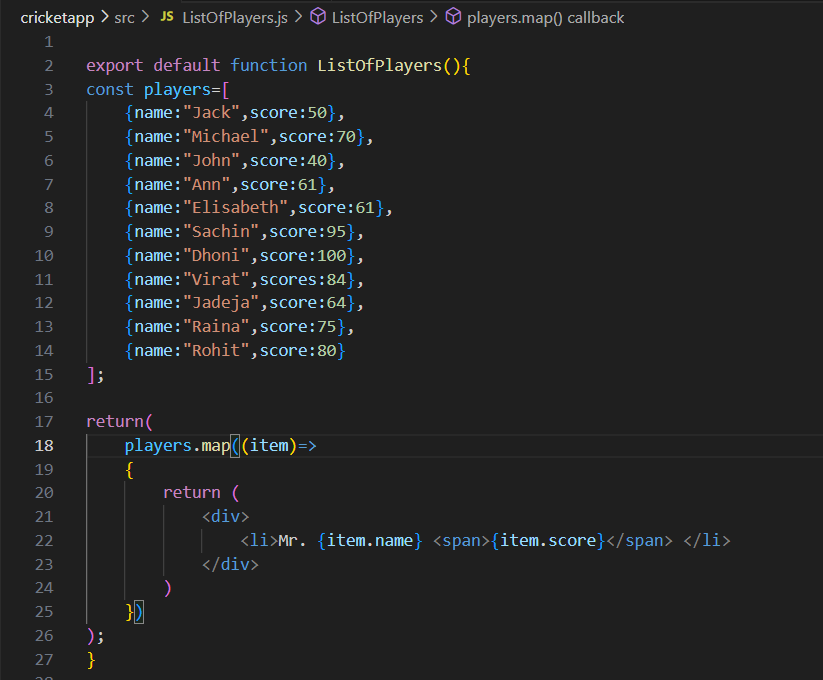 cricketapp > src > JS ListOfPlayers.js > ListOfPlayers > players.map() callback
1
2 export default function ListOfPlayers(){
3 const players=[
4     {name:"Jack",score:50},
5     {name:"Michael",score:70},
6     {name:"John",score:40},
7     {name:"Ann",score:61},
8     {name:"Elisabeth",score:61},
9     {name:"Sachin",score:95},
10     {name:"Dhoni",score:100},
11     {name:"Virat",scores:84},
12     {name:"Jadeja",score:64},
13     {name:"Raina",score:75},
14     {name:"Rohit",score:80}
15 ];
16
17 return(
18     players.map((item)=>
19     {
20         return (
21             <div>
22                 <li>Mr. {item.name} <span>{item.score}</span> </li>
23             </div>
24         )
25     })
26 );
27 }